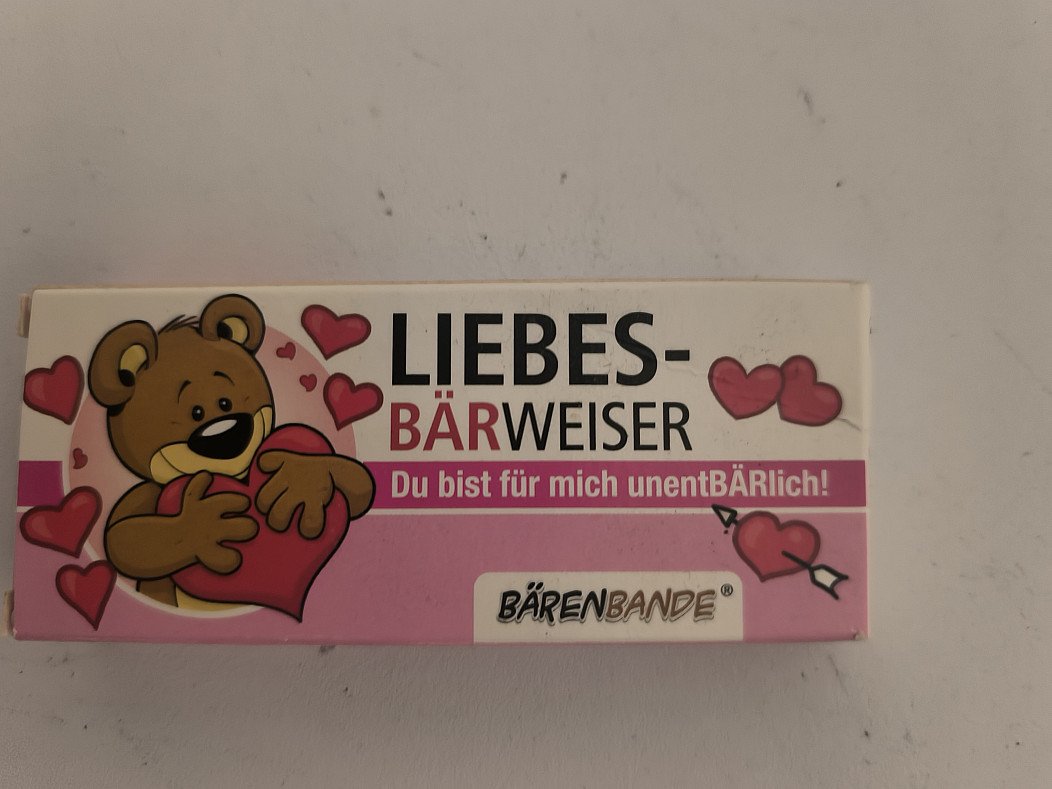 LIEBES-
BÄRWEISER
Du bist für mich unentBÄRlich!
BÄRENBANDE®